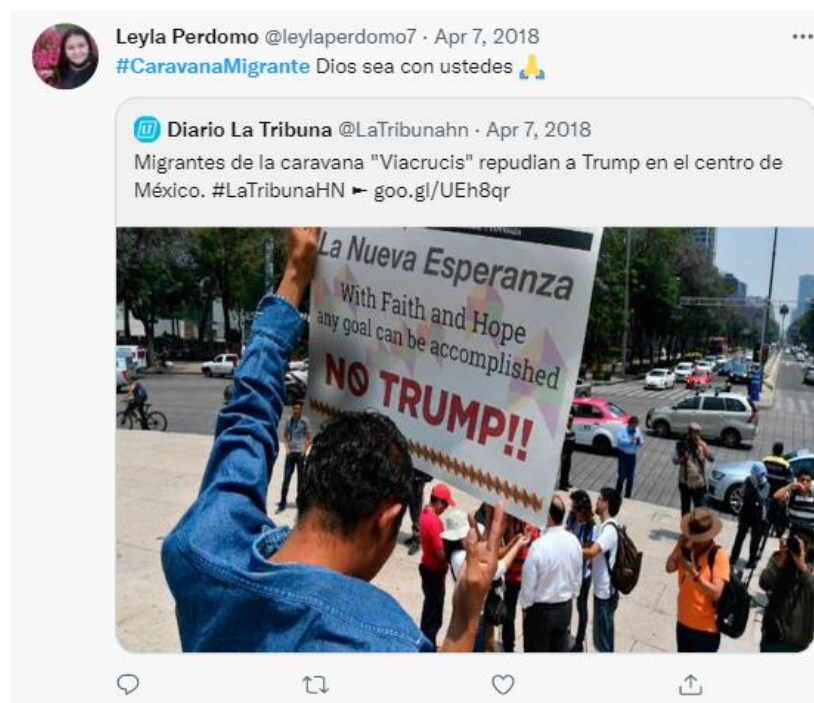 Leyla Perdomo @leylaperdomo7 · Apr 7, 2018
#CaravanaMigrante Dios sea con ustedes 🙏
LT Diario La Tribuna @LaTribunahn · Apr 7, 2018
Migrantes de la caravana "Viacrucis" repudian a Trump en el centro de
México. #LaTribunaHN ► goo.gl/UEh8qr
La Nueva Esperanza
With Faith and Hope
any goal can be accomplished
NO TRUMP!!